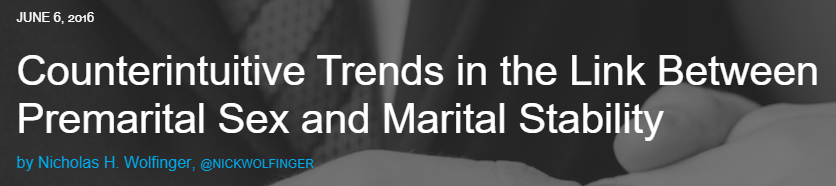 JUNE 6, 2016
Counterintuitive Trends in the Link Between
Premarital Sex and Marital Stability
by Nicholas H. Wolfinger, @NICKWOLFINGER